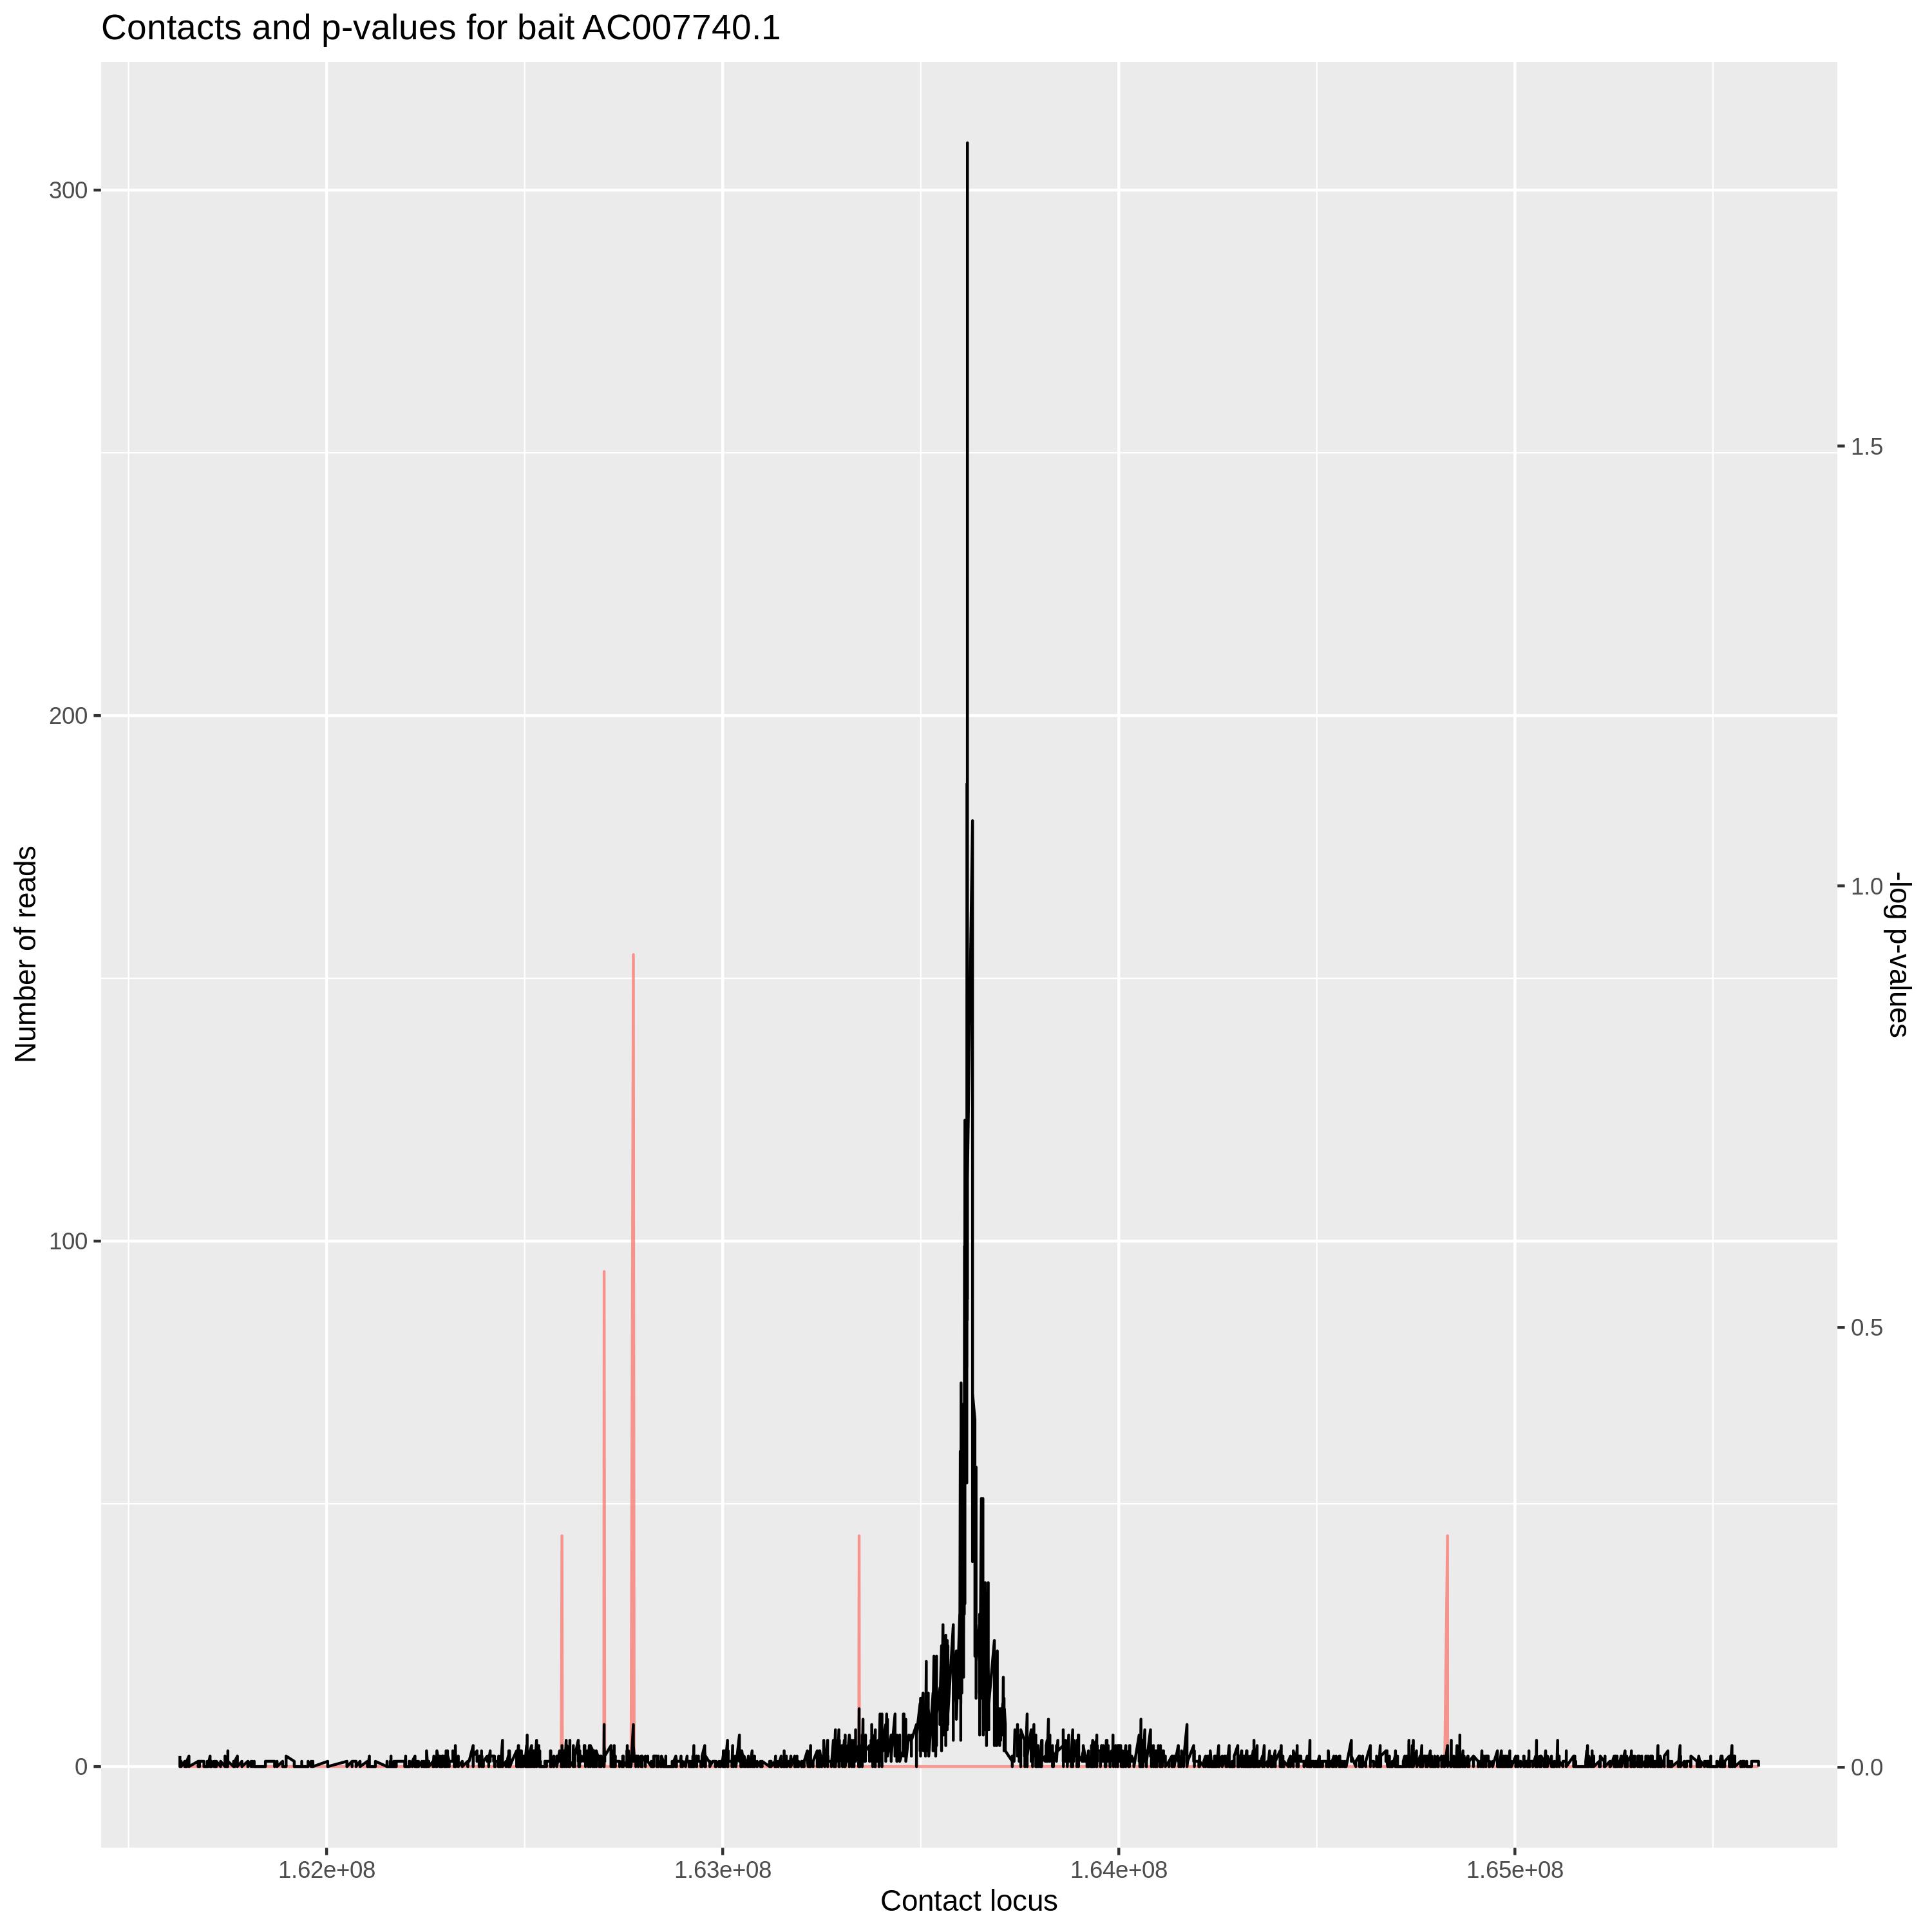 Contacts and p-values for bait AC007740.1
Number of reads
300
200
100
0
1.5
1.0
0.5
0.0
-log p-values
1.62e+08
1.63e+08
1.64e+08
1.65e+08
Contact locus